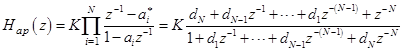 H_{ap}(z) = K\prod_{i=1}^{N} \frac{z^{-1} - a_i^*}{1 - a_i z^{-1}} = K\frac{d_N + d_{N-1}z^{-1} + \cdots + d_1 z^{-(N-1)} + z^{-N}}{1 + d_1 z^{-1} + \cdots + d_{N-1}z^{-(N-1)} + d_N z^{-N}}